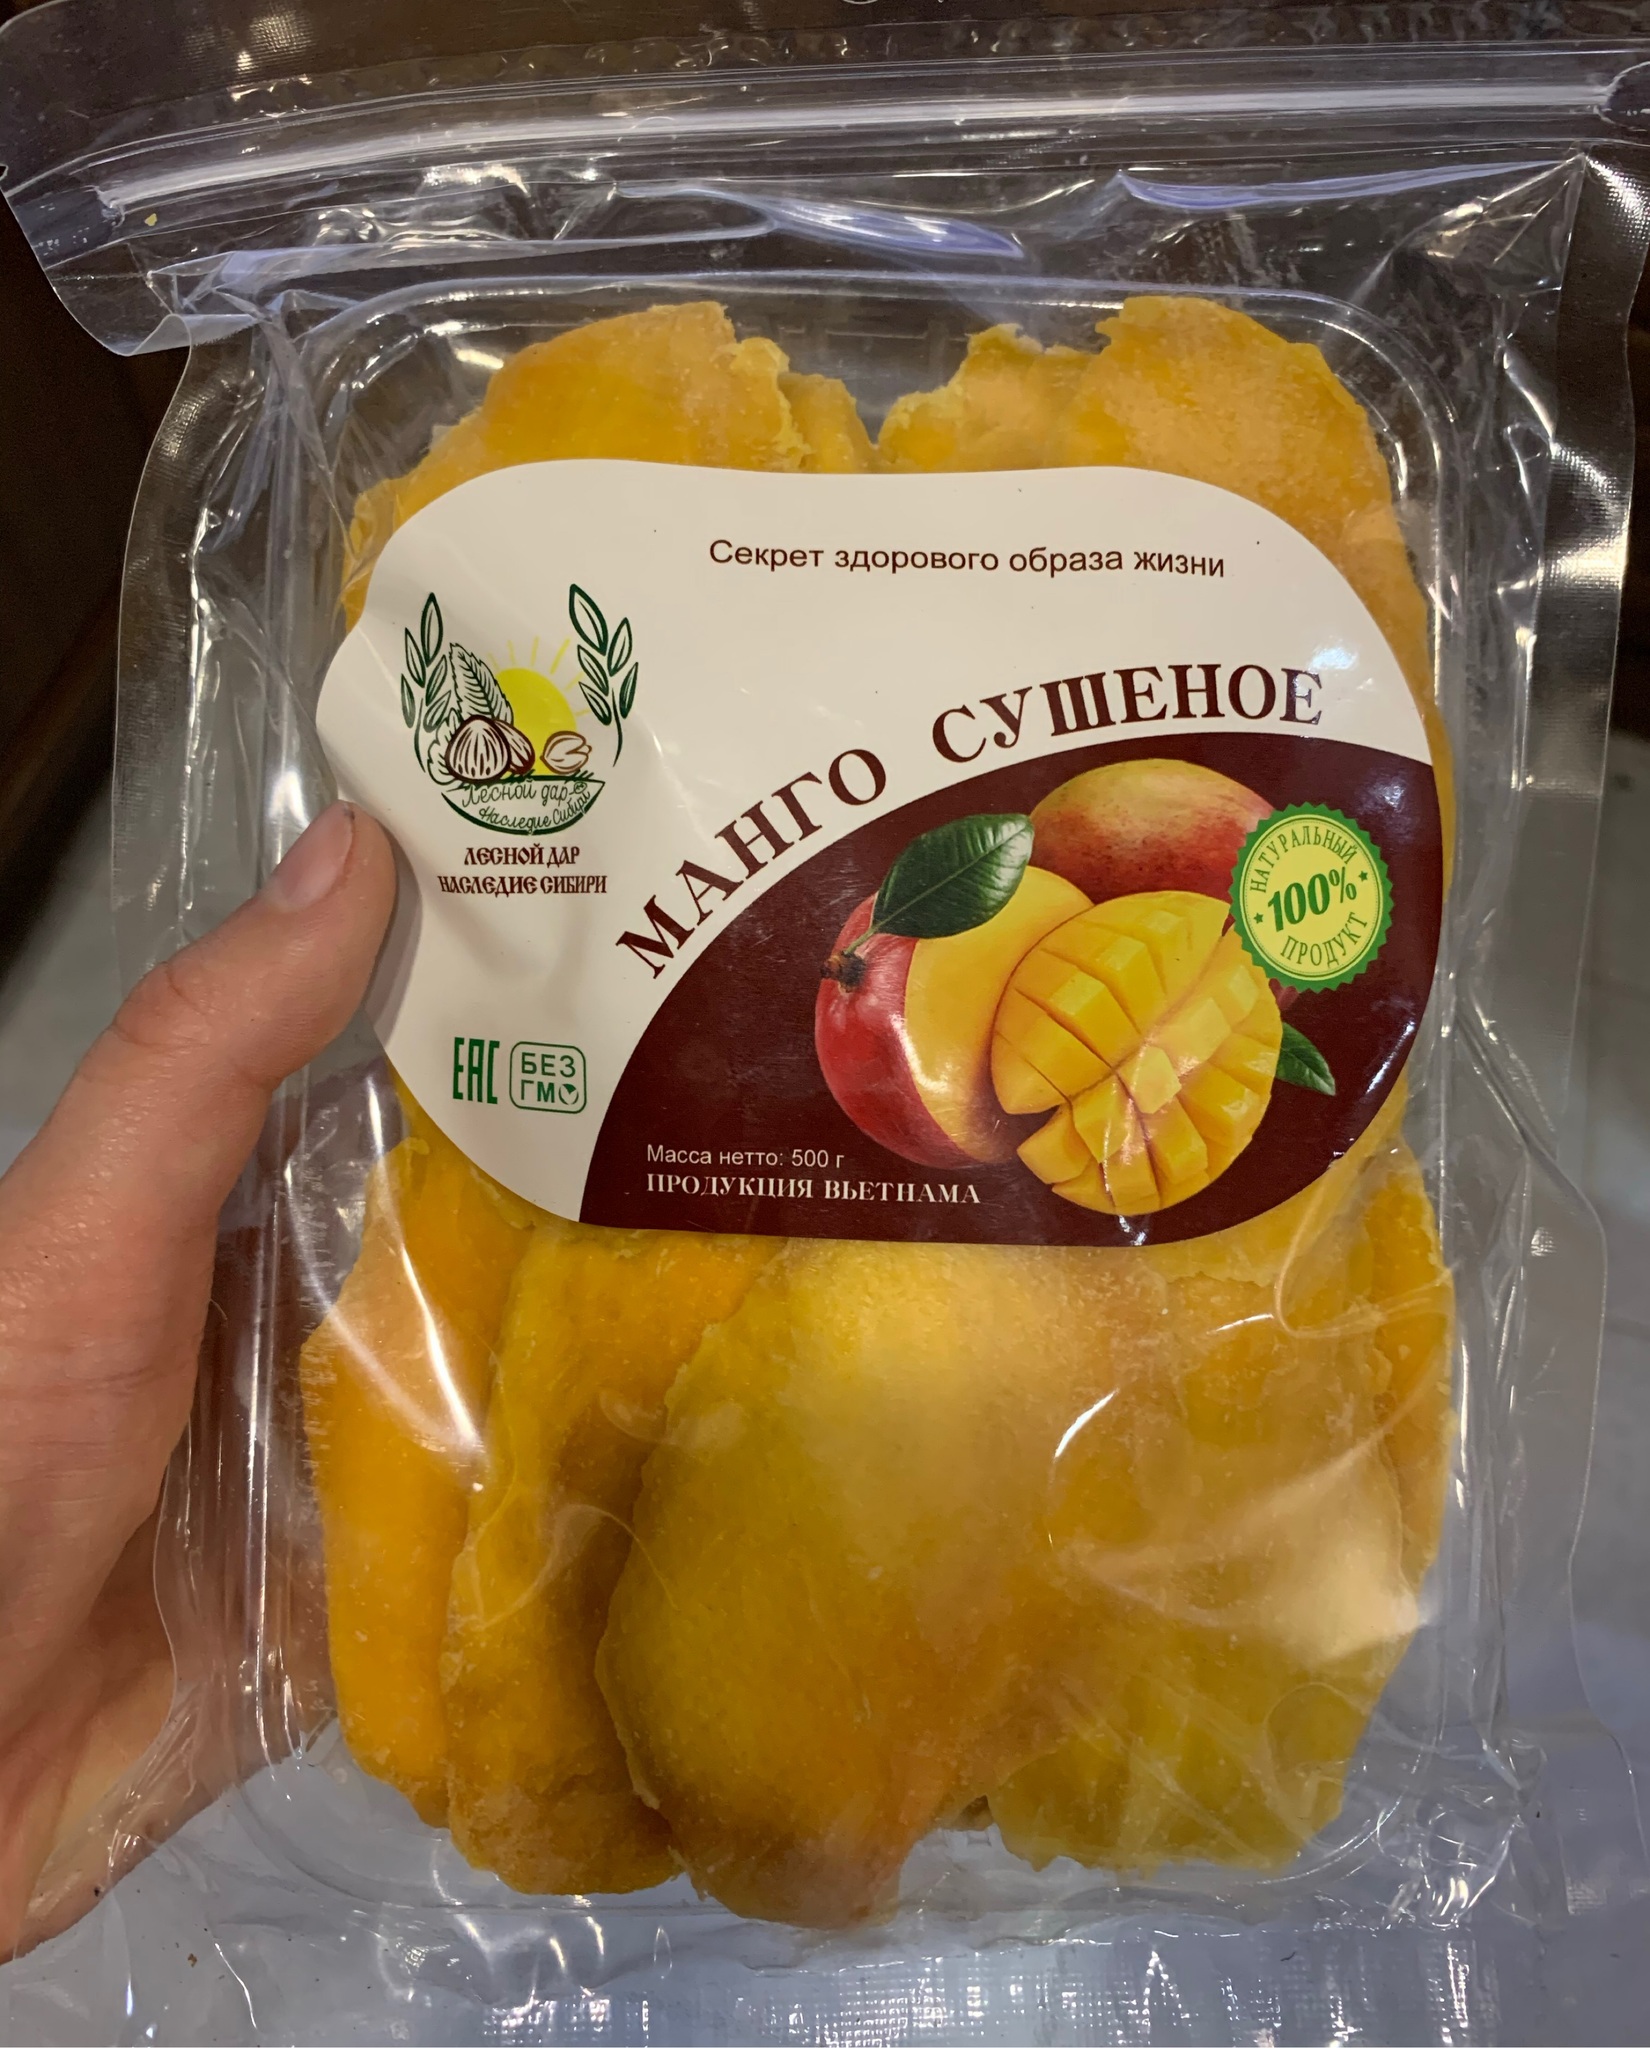 Секрет здорового образа жизни
МАНГО СУШЕНОЕ
Лесной дар-
Наследие Сибири
ЛЕСНОЙ ДАР
НАСЛЕДИЕ СИБИРИ
НАТУРАЛЬНЫЙ
100%
ПРОДУКТ
EAC
БЕЗ
ГМО
Масса нетто: 500 г
ПРОДУКЦИЯ ВЬЕТНАМА